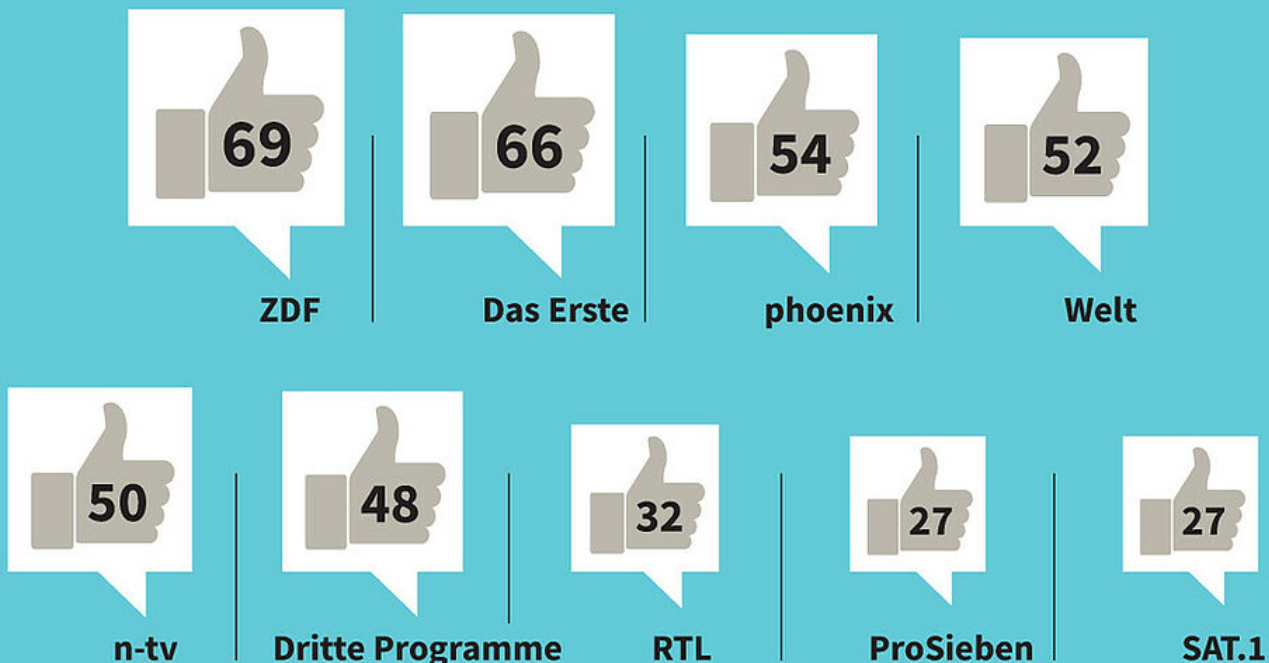 69 66 54 52
ZDF Das Erste phoenix Welt
50 48 32 27 27
n-tv Dritte Programme RTL ProSieben SAT.1